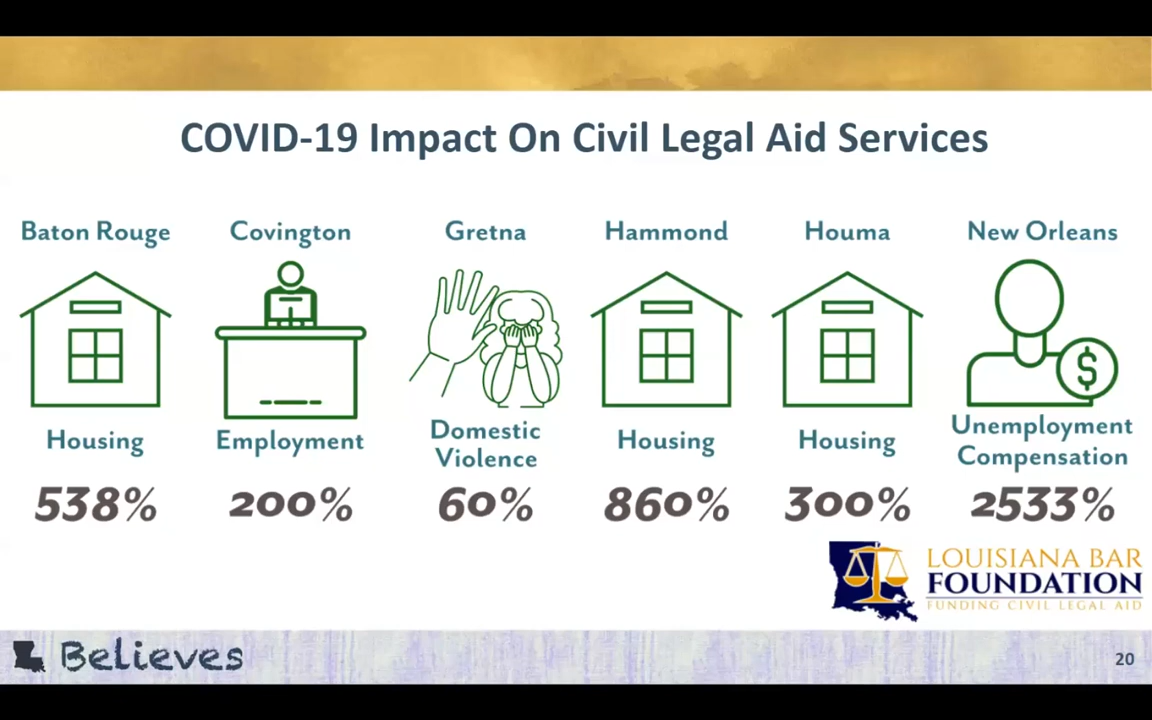 COVID-19 Impact On Civil Legal Aid Services
Baton Rouge
Housing
538%
Covington
Employment
200%
Gretna
Domestic
Violence
60%
Hammond
Housing
860%
Houma
Housing
300%
New Orleans
$
Unemployment
Compensation
2533%
LOUISIANA BAR
FOUNDATION
FUNDING CIVIL LEGAL AID
Believes
20